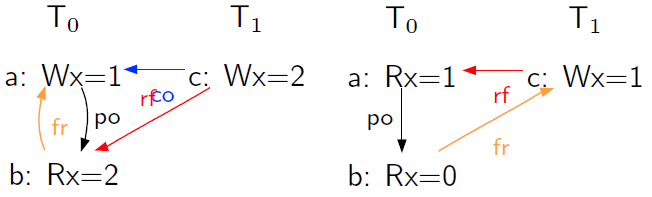 T0 T1 T0 T1
a: Wx=1 c: Wx=2 a: Rx=1 c: Wx=1
rf co rf
po po
fr fr
b: Rx=2 b: Rx=0